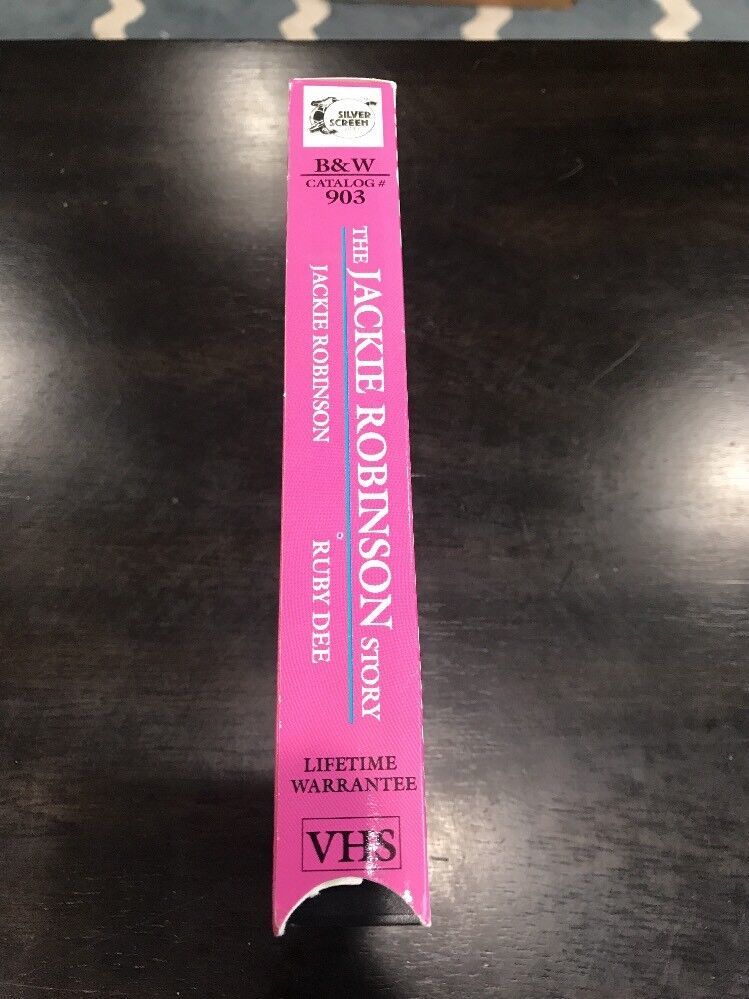 SILVER
SCREEN
B&W
CATALOG #
903
THE JACKIE ROBINSON STORY
JACKIE ROBINSON
RUBY DEE
LIFETIME
WARRANTEE
VHS